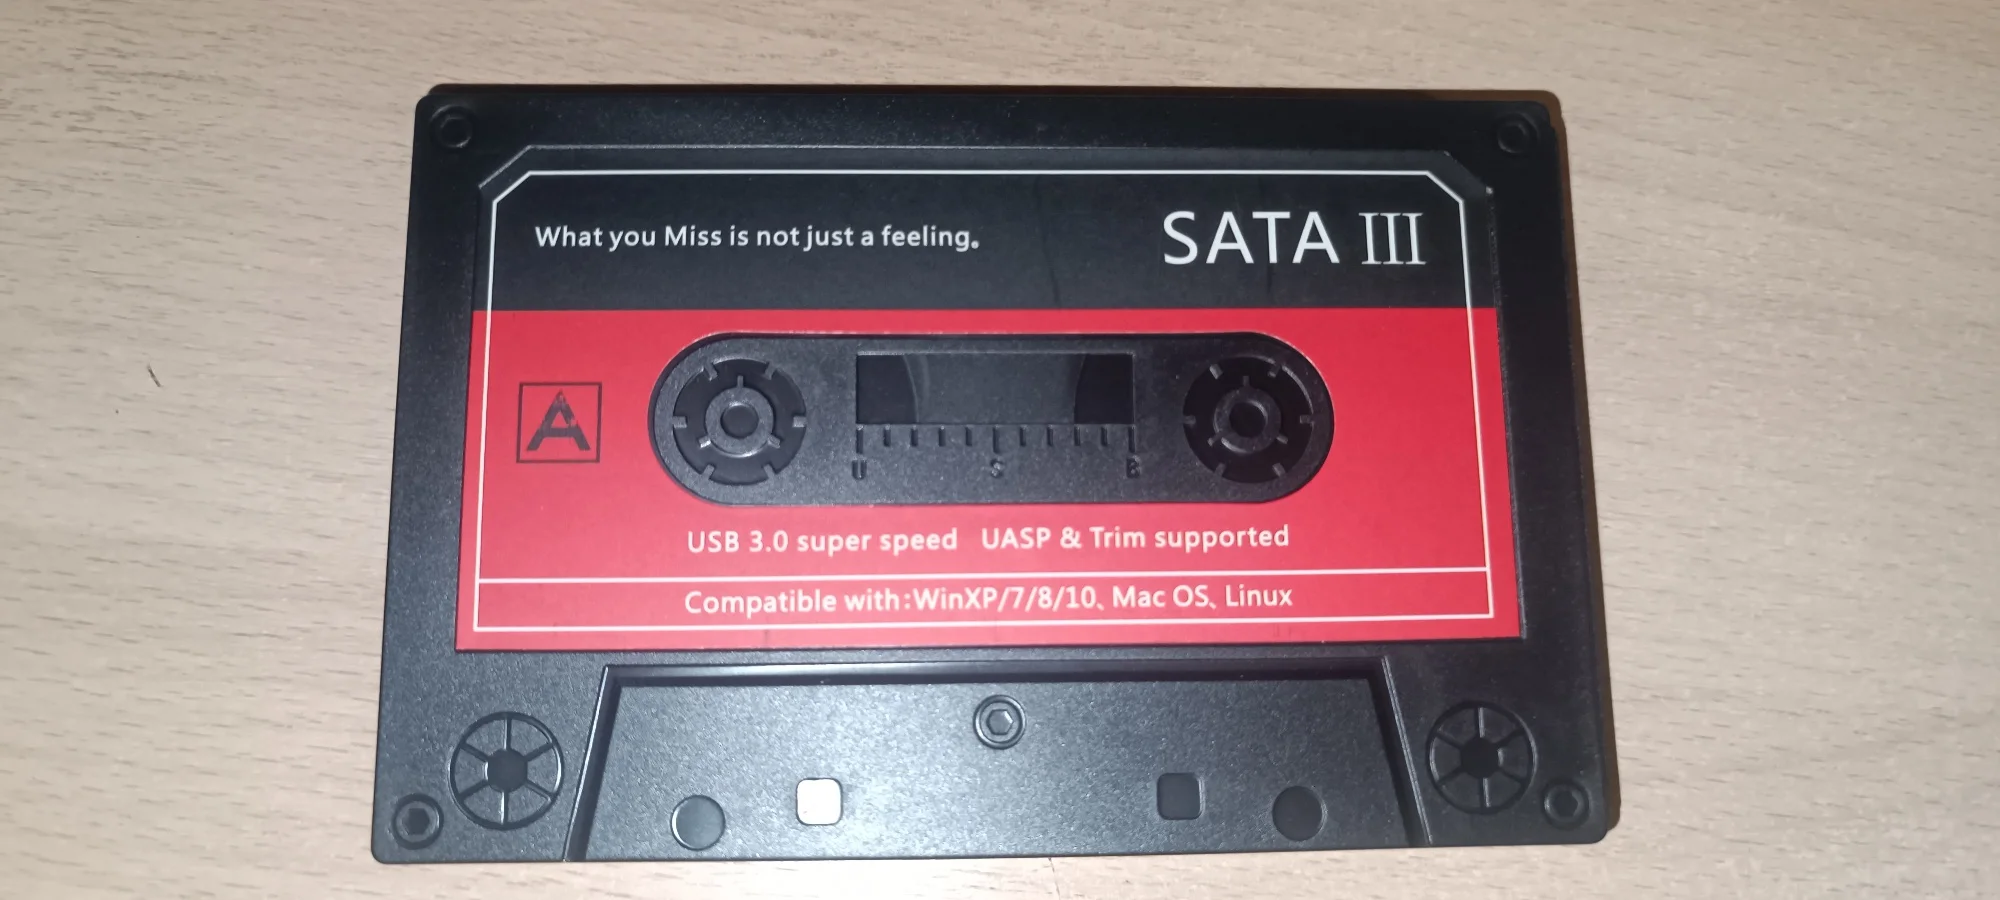 What you Miss is not just a feeling。
SATA III
A
U S B
USB 3.0 super speed UASP & Trim supported
Compatible with:WinXP/7/8/10、Mac OS、Linux